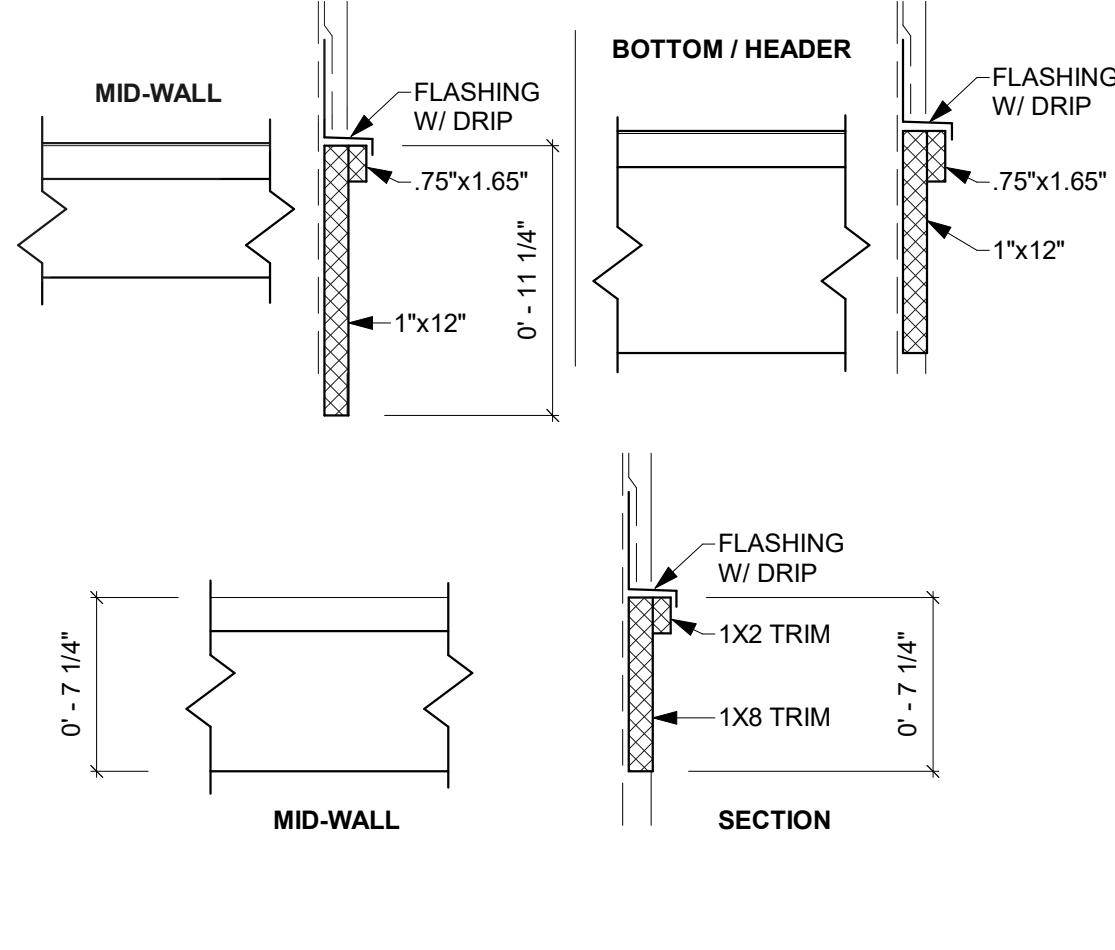 MID-WALL
FLASHING
W/ DRIP
.75"x1.65"
1"x12"
0' - 11 1/4"
BOTTOM / HEADER
FLASHING
W/ DRIP
.75"x1.65"
1"x12"
0' - 7 1/4"
MID-WALL
FLASHING
W/ DRIP
1X2 TRIM
1X8 TRIM
0' - 7 1/4"
SECTION